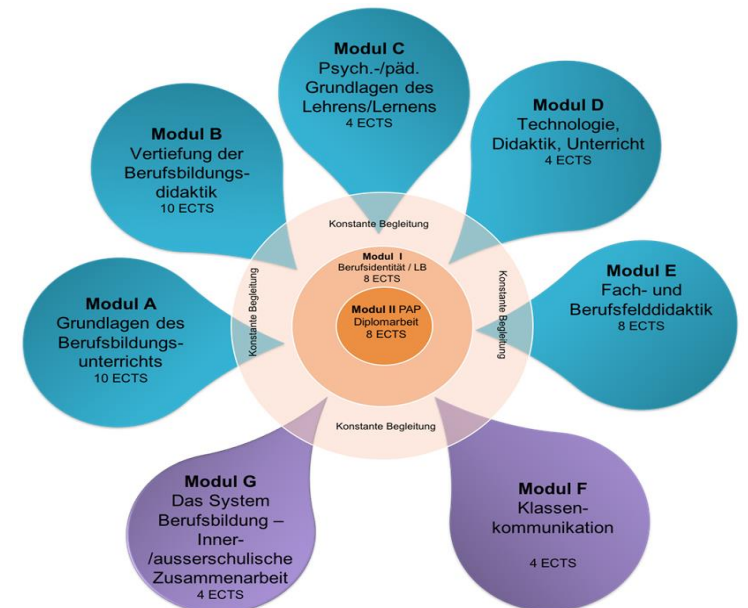 Modul C
Psych.-/päd.
Grundlagen des
Lehrens/Lernens
4 ECTS
Modul D
Technologie,
Didaktik, Unterricht
4 ECTS
Modul B
Vertiefung der
Berufsbildungs-
didaktik
10 ECTS
Konstante Begleitung
Modul I
Berufsidentität / LB
8 ECTS
Modul II PAP
Diplomarbeit
8 ECTS
Konstante Begleitung
Konstante Begleitung
Konstante Begleitung
Modul E
Fach- und
Berufsfelddidaktik
8 ECTS
Modul A
Grundlagen des
Berufsbildungs-
unterrichts
10 ECTS
Modul G
Das System
Berufsbildung –
Inner-
/ausserschulische
Zusammenarbeit
4 ECTS
Modul F
Klassen-
kommunikation
4 ECTS